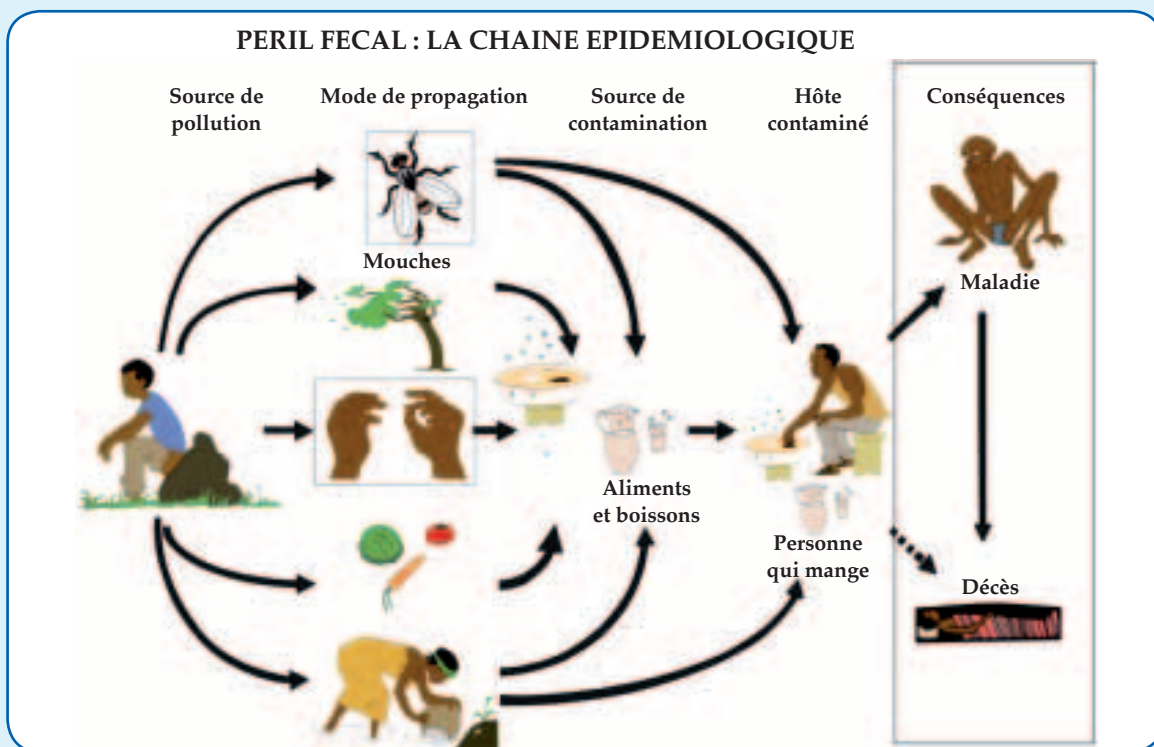 PERIL FECAL : LA CHAINE EPIDEMIOLOGIQUE
Source de
pollution
Mode de propagation
Source de
contamination
Hôte
contaminé
Conséquences
Mouches
Maladie
Aliments
et boissons
Personne
qui mange
Décès